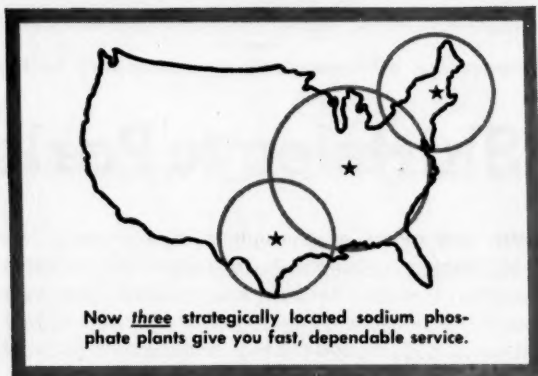 Now three strategically located sodium phos-
phate plants give you fast, dependable service.